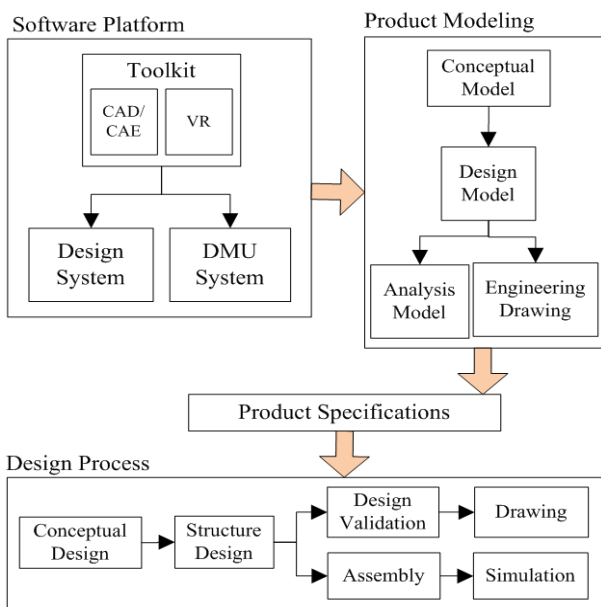 Software Platform
Toolkit
CAD/
CAE
VR
Design
System
DMU
System
Product Modeling
Conceptual
Model
Design
Model
Analysis
Model
Engineering
Drawing
Product Specifications
Design Process
Conceptual
Design
Structure
Design
Design
Validation
Drawing
Assembly
Simulation